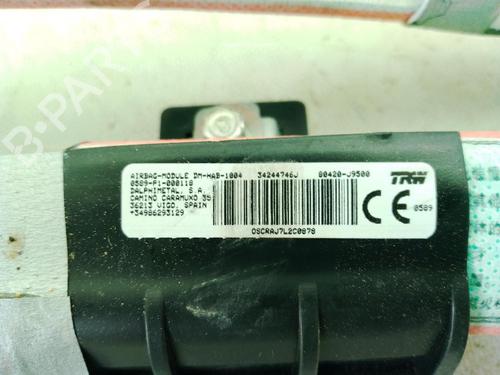 AIRBAG-MODULE DM-HAB-1004 34244746J 80420-J9500
0589-P1-000118
DALPHIMETAL, S.A.
CAMINO CARAMUXO 35
36213 VIGO, SPAIN
+34986293129
TRW
CE 0589
OSCRAJ7L2C0878
B-Parts